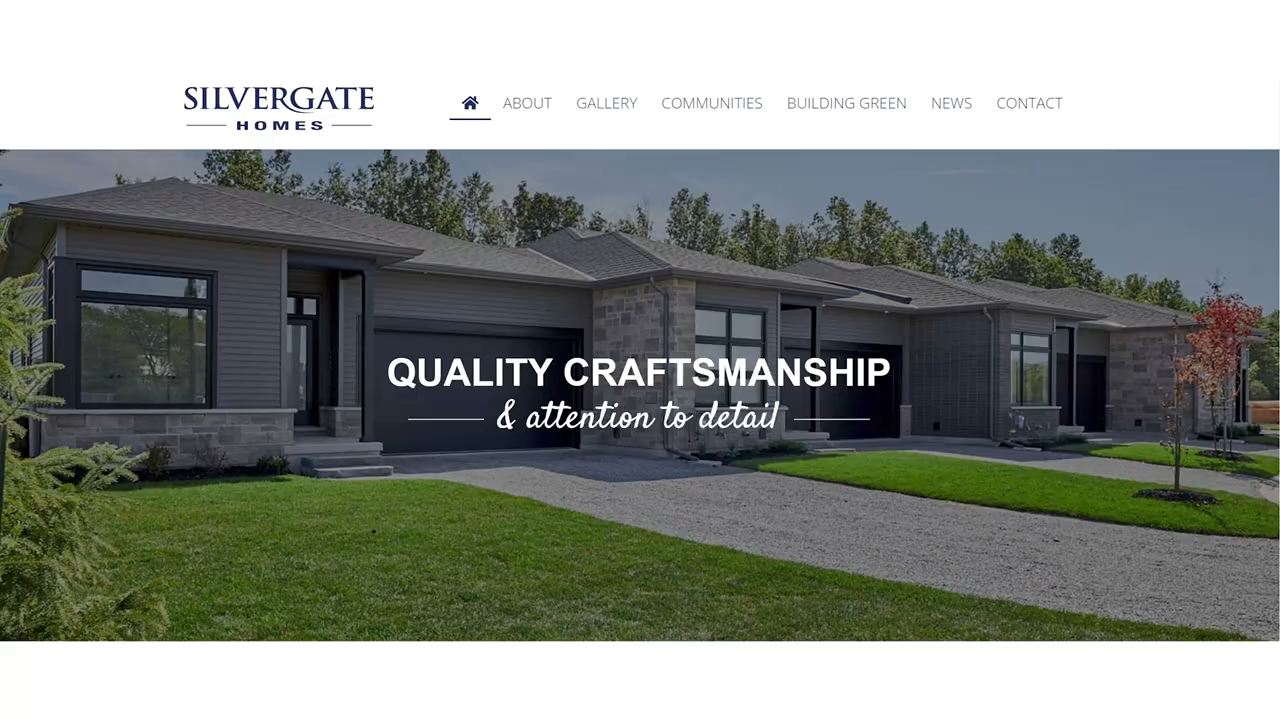 SILVERGATE
HOMES
ABOUT GALLERY COMMUNITIES BUILDING GREEN NEWS CONTACT
QUALITY CRAFTSMANSHIP
& attention to detail